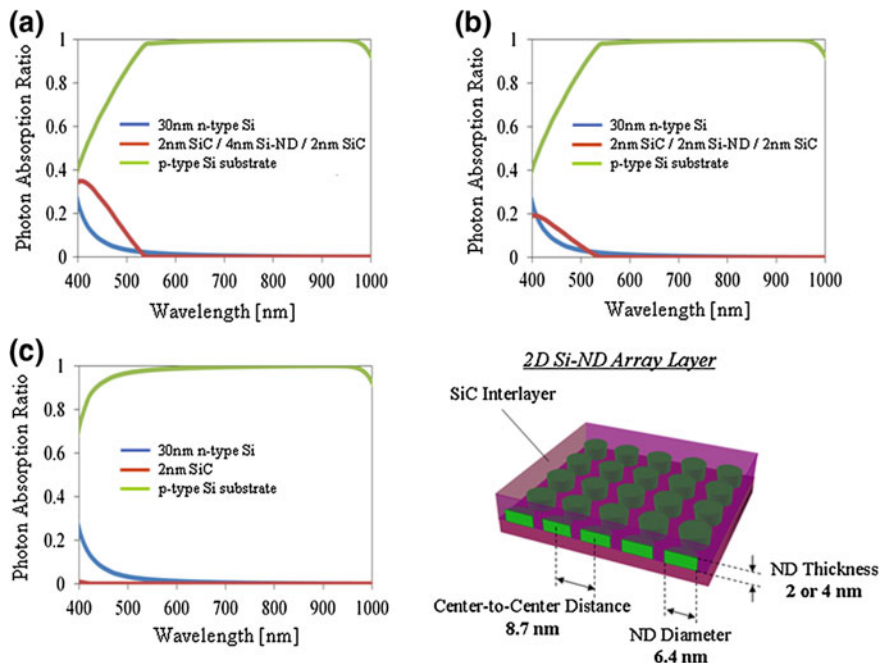 (a)
Photon Absorption Ratio
1
0.8
0.6
0.4
0.2
0
30nm n-type Si
2nm SiC / 4nm Si-ND / 2nm SiC
p-type Si substrate
400 500 600 700 800 900 1000
Wavelength [nm]
(b)
Photon Absorption Ratio
1
0.8
0.6
0.4
0.2
0
30nm n-type Si
2nm SiC / 2nm Si-ND / 2nm SiC
p-type Si substrate
400 500 600 700 800 900 1000
Wavelength [nm]
(c)
Photon Absorption Ratio
1
0.8
0.6
0.4
0.2
0
30nm n-type Si
2nm SiC
p-type Si substrate
400 500 600 700 800 900 1000
Wavelength [nm]
2D Si-ND Array Layer
SiC Interlayer
Center-to-Center Distance
8.7 nm
ND Diameter
6.4 nm
ND Thickness
2 or 4 nm